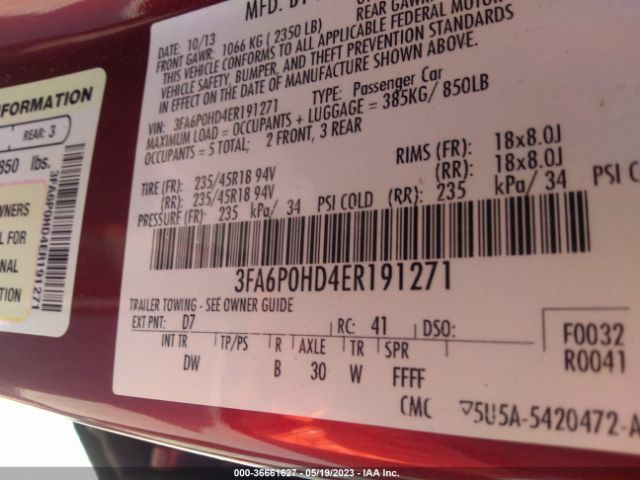 MFD. BY
DATE: 10/13
FRONT GAWR: 1066 KG ( 2350 LB)
REAR GAWR
THIS VEHICLE CONFORMS TO ALL APPLICABLE FEDERAL MOTOR
VEHICLE SAFETY, BUMPER, AND THEFT PREVENTION STANDARDS
IN EFFECT ON THE DATE OF MANUFACTURE SHOWN ABOVE.
VIN: 3FA6P0HD4ER191271
TYPE: Passenger Car
MAXIMUM LOAD = OCCUPANTS + LUGGAGE = 385KG/ 850LB
OCCUPANTS = 5 TOTAL; 2 FRONT, 3 REAR
TIRE (FR): 235/45R18 94V
RIMS (FR): 18x8.0J
(RR): 235/45R18 94V
(RR): 18x8.0J
PRESSURE (FR): 235 kPa/ 34 PSI COLD (RR): 235 kPa/ 34 PSI CO
3FA6P0HD4ER191271
TRAILER TOWING - SEE OWNER GUIDE
EXT PNT: D7 RC: 41 DSO:
F0032
R0041
INT TR TP/PS R AXLE TR SPR
DW B 30 W FFFF
CMC ▽5U5A-5420472-A
INFORMATION
REAR: 3
850 lbs.
3FA6P0HD4ER191271
WNERS
L FOR
NAL
TION
000-36661627 - 05/19/2023 - IAA Inc.